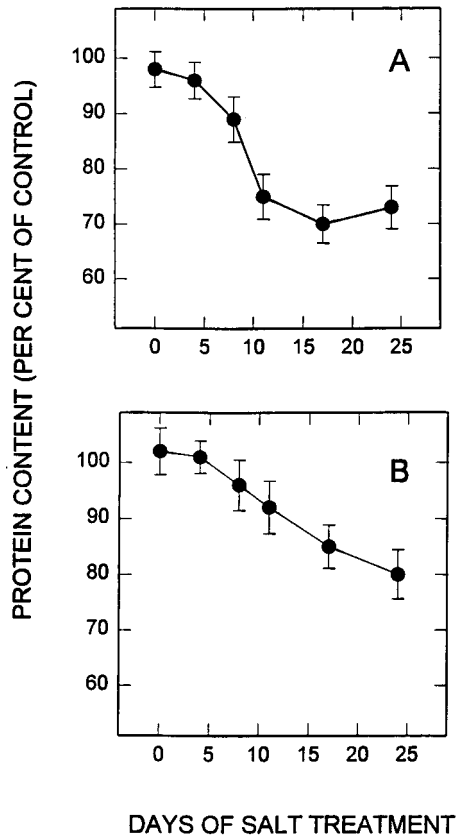 PROTEIN CONTENT (PER CENT OF CONTROL)
A
100
90
80
70
60
0 5 10 15 20 25
B
100
90
80
70
60
0 5 10 15 20 25
DAYS OF SALT TREATMENT